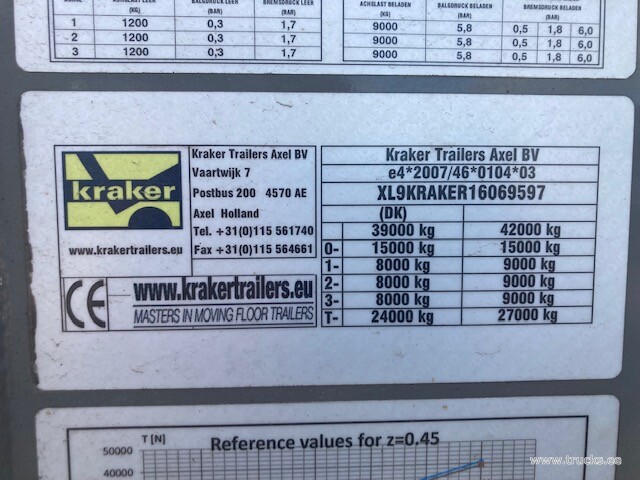 ACHSLAST LEER BALGDRUCK LEER BREMSDRUCK LEER ACHSLAST BELADEN BALGDRUCK BELADEN BREMSDRUCK BELADEN
(KG) (BAR) (BAR) (KG) (BAR) (BAR)
1 1200 0,3 1,7 9000 5,8 0,5 1,8 6,0
2 1200 0,3 1,7 9000 5,8 0,5 1,8 6,0
3 1200 0,3 1,7 9000 5,8 0,5 1,8 6,0
kraker
www.krakertrailers.eu
Kraker Trailers Axel BV
Vaartwijk 7
Postbus 200 4570 AE
Axel Holland
Tel. +31(0)115 561740
Fax +31(0)115 564661
CE
www.krakertrailers.eu
MASTERS IN MOVING FLOOR TRAILERS
Kraker Trailers Axel BV
e4*2007/46*0104*03
XL9KRAKER16069597
(DK)
39000 kg 42000 kg
0- 15000 kg 15000 kg
1- 8000 kg 9000 kg
2- 8000 kg 9000 kg
3- 8000 kg 9000 kg
T- 24000 kg 27000 kg
T [N] Reference values for z=0.45
50000
40000
www.trucks.es